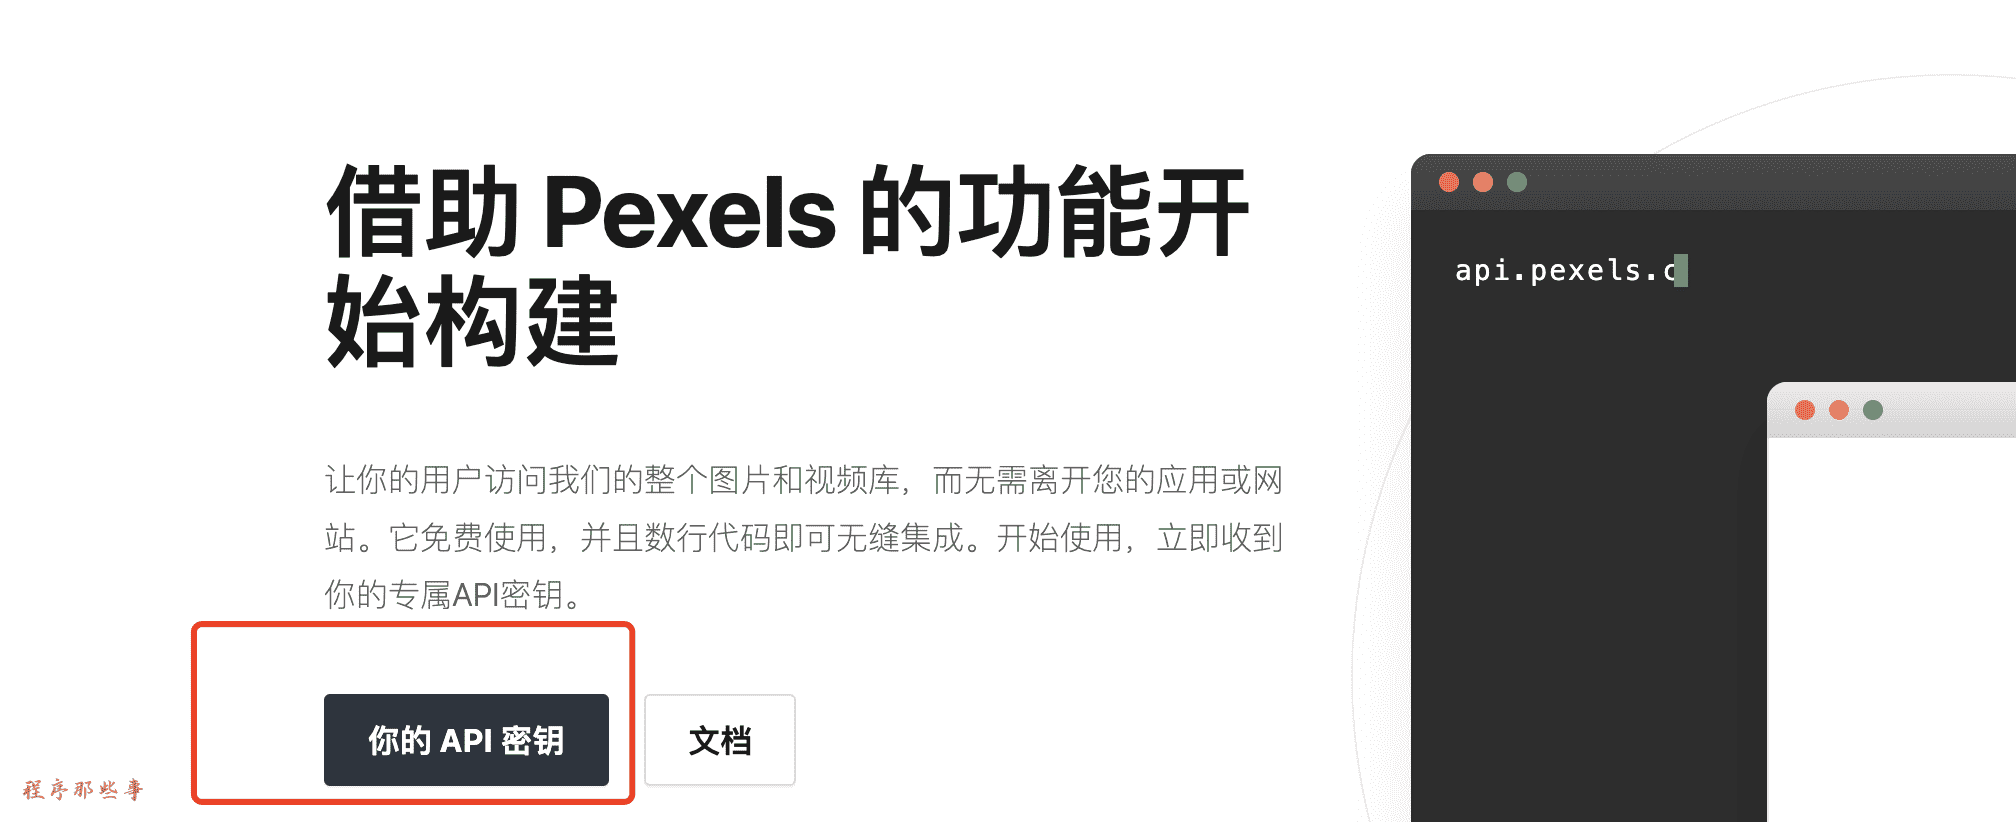 借助 Pexels 的功能开
始构建
api.pexels.c
让你的用户访问我们的整个图片和视频库，而无需离开您的应用或网
站。它免费使用，并且数行代码即可无缝集成。开始使用，立即收到
你的专属API密钥。
你的 API 密钥
文档
程序那些事